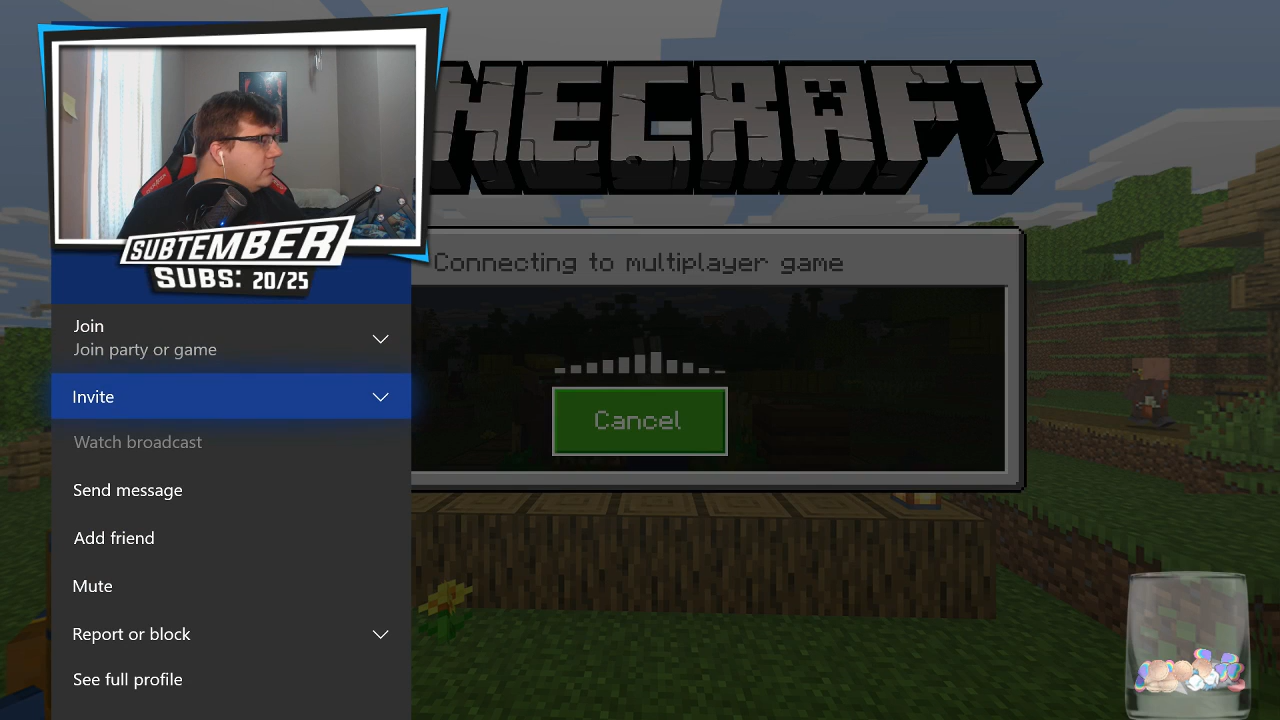 NECRAFT
SUBTEMBER
SUBS: 20/25
Connecting to multiplayer game
Cancel
Join
Join party or game
Invite
Watch broadcast
Send message
Add friend
Mute
Report or block
See full profile